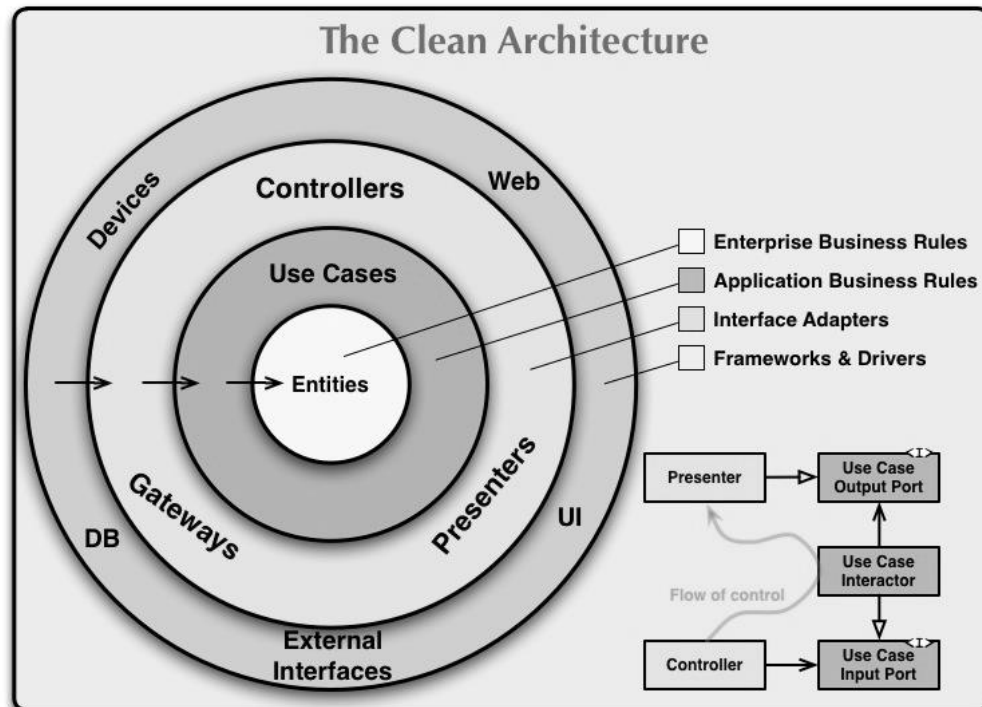 The Clean Architecture
Devices
Web
Controllers
Use Cases
Entities
Gateways
Presenters
DB
UI
External
Interfaces
Enterprise Business Rules
Application Business Rules
Interface Adapters
Frameworks & Drivers
Presenter
<I>
Use Case
Output Port
Flow of control
Use Case
Interactor
Controller
<I>
Use Case
Input Port